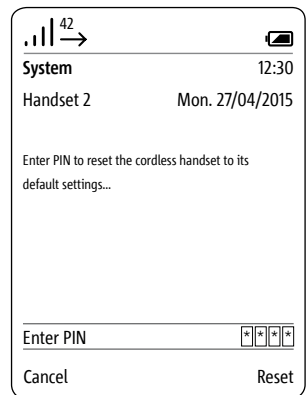 42
System 12:30
Handset 2 Mon. 27/04/2015
Enter PIN to reset the cordless handset to its
default settings...
Enter PIN ****
Cancel Reset